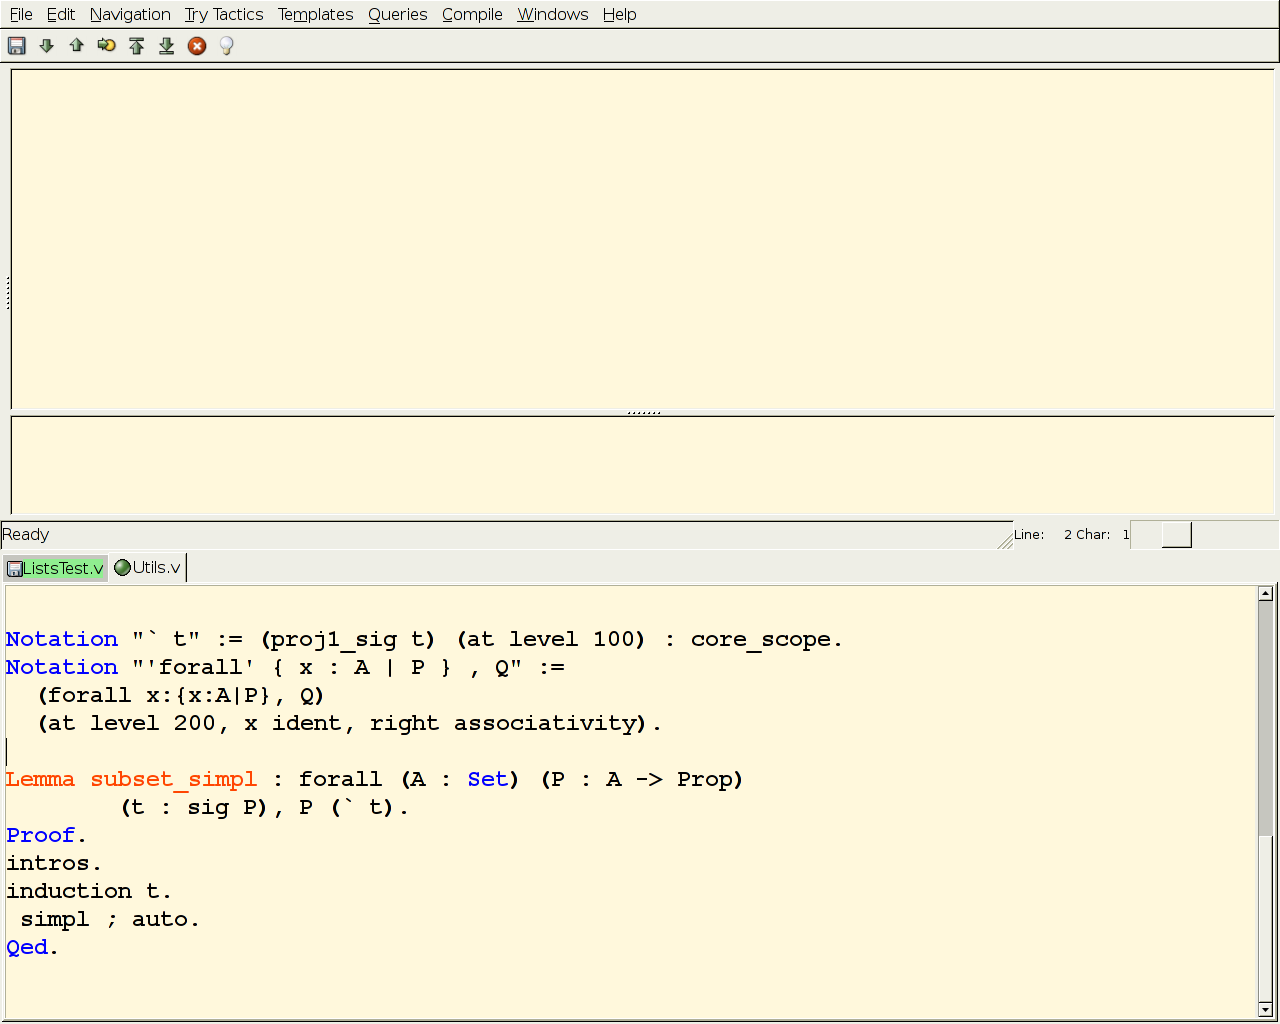 File Edit Navigation Try Tactics Templates Queries Compile Windows Help
Ready
Line: 2 Char: 1
ListsTest.v Utils.v
Notation "` t" := (proj1_sig t) (at level 100) : core_scope.
Notation "'forall' { x : A | P } , Q" :=
(forall x:{x:A|P}, Q)
(at level 200, x ident, right associativity).
Lemma subset_simpl : forall (A : Set) (P : A -> Prop)
(t : sig P), P (` t).
Proof.
intros.
induction t.
simpl ; auto.
Qed.